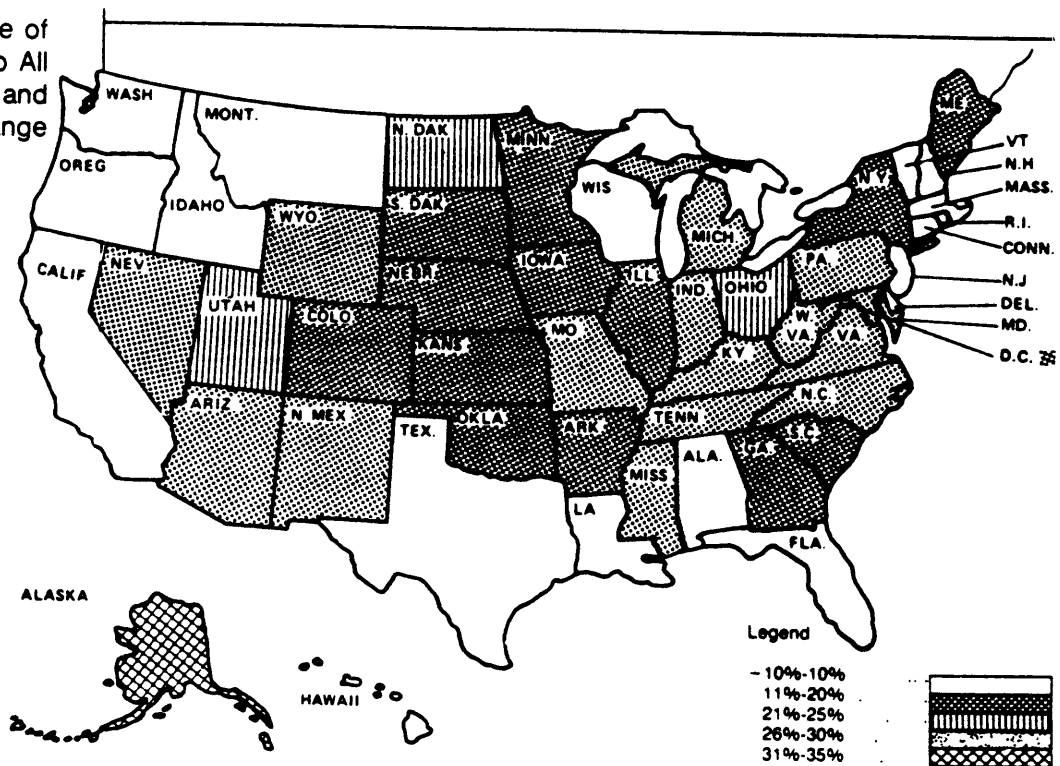 e of
o All
and
ange
WASH
MONT.
N. DAK
MINN
ME.
VT
OREG
N.H
WIS
N.Y.
MASS.
IDAHO
S. DAK
WYO
MICH
R.I.
CONN.
CALIF
NEV
NEBR.
IOWA
ILL
IND.
OHIO
PA.
N.J
UTAH
DEL.
COLO
MO
W.
VA.
VA.
MD.
KANS
KY.
D.C.
ARIZ
N. MEX
TEX.
OKLA.
ARK
TENN
N.C.
S.C.
MISS
ALA.
GA.
LA
FLA.
ALASKA
HAWAII
Legend
-10%-10%
11%-20%
21%-25%
26%-30%
31%-35%